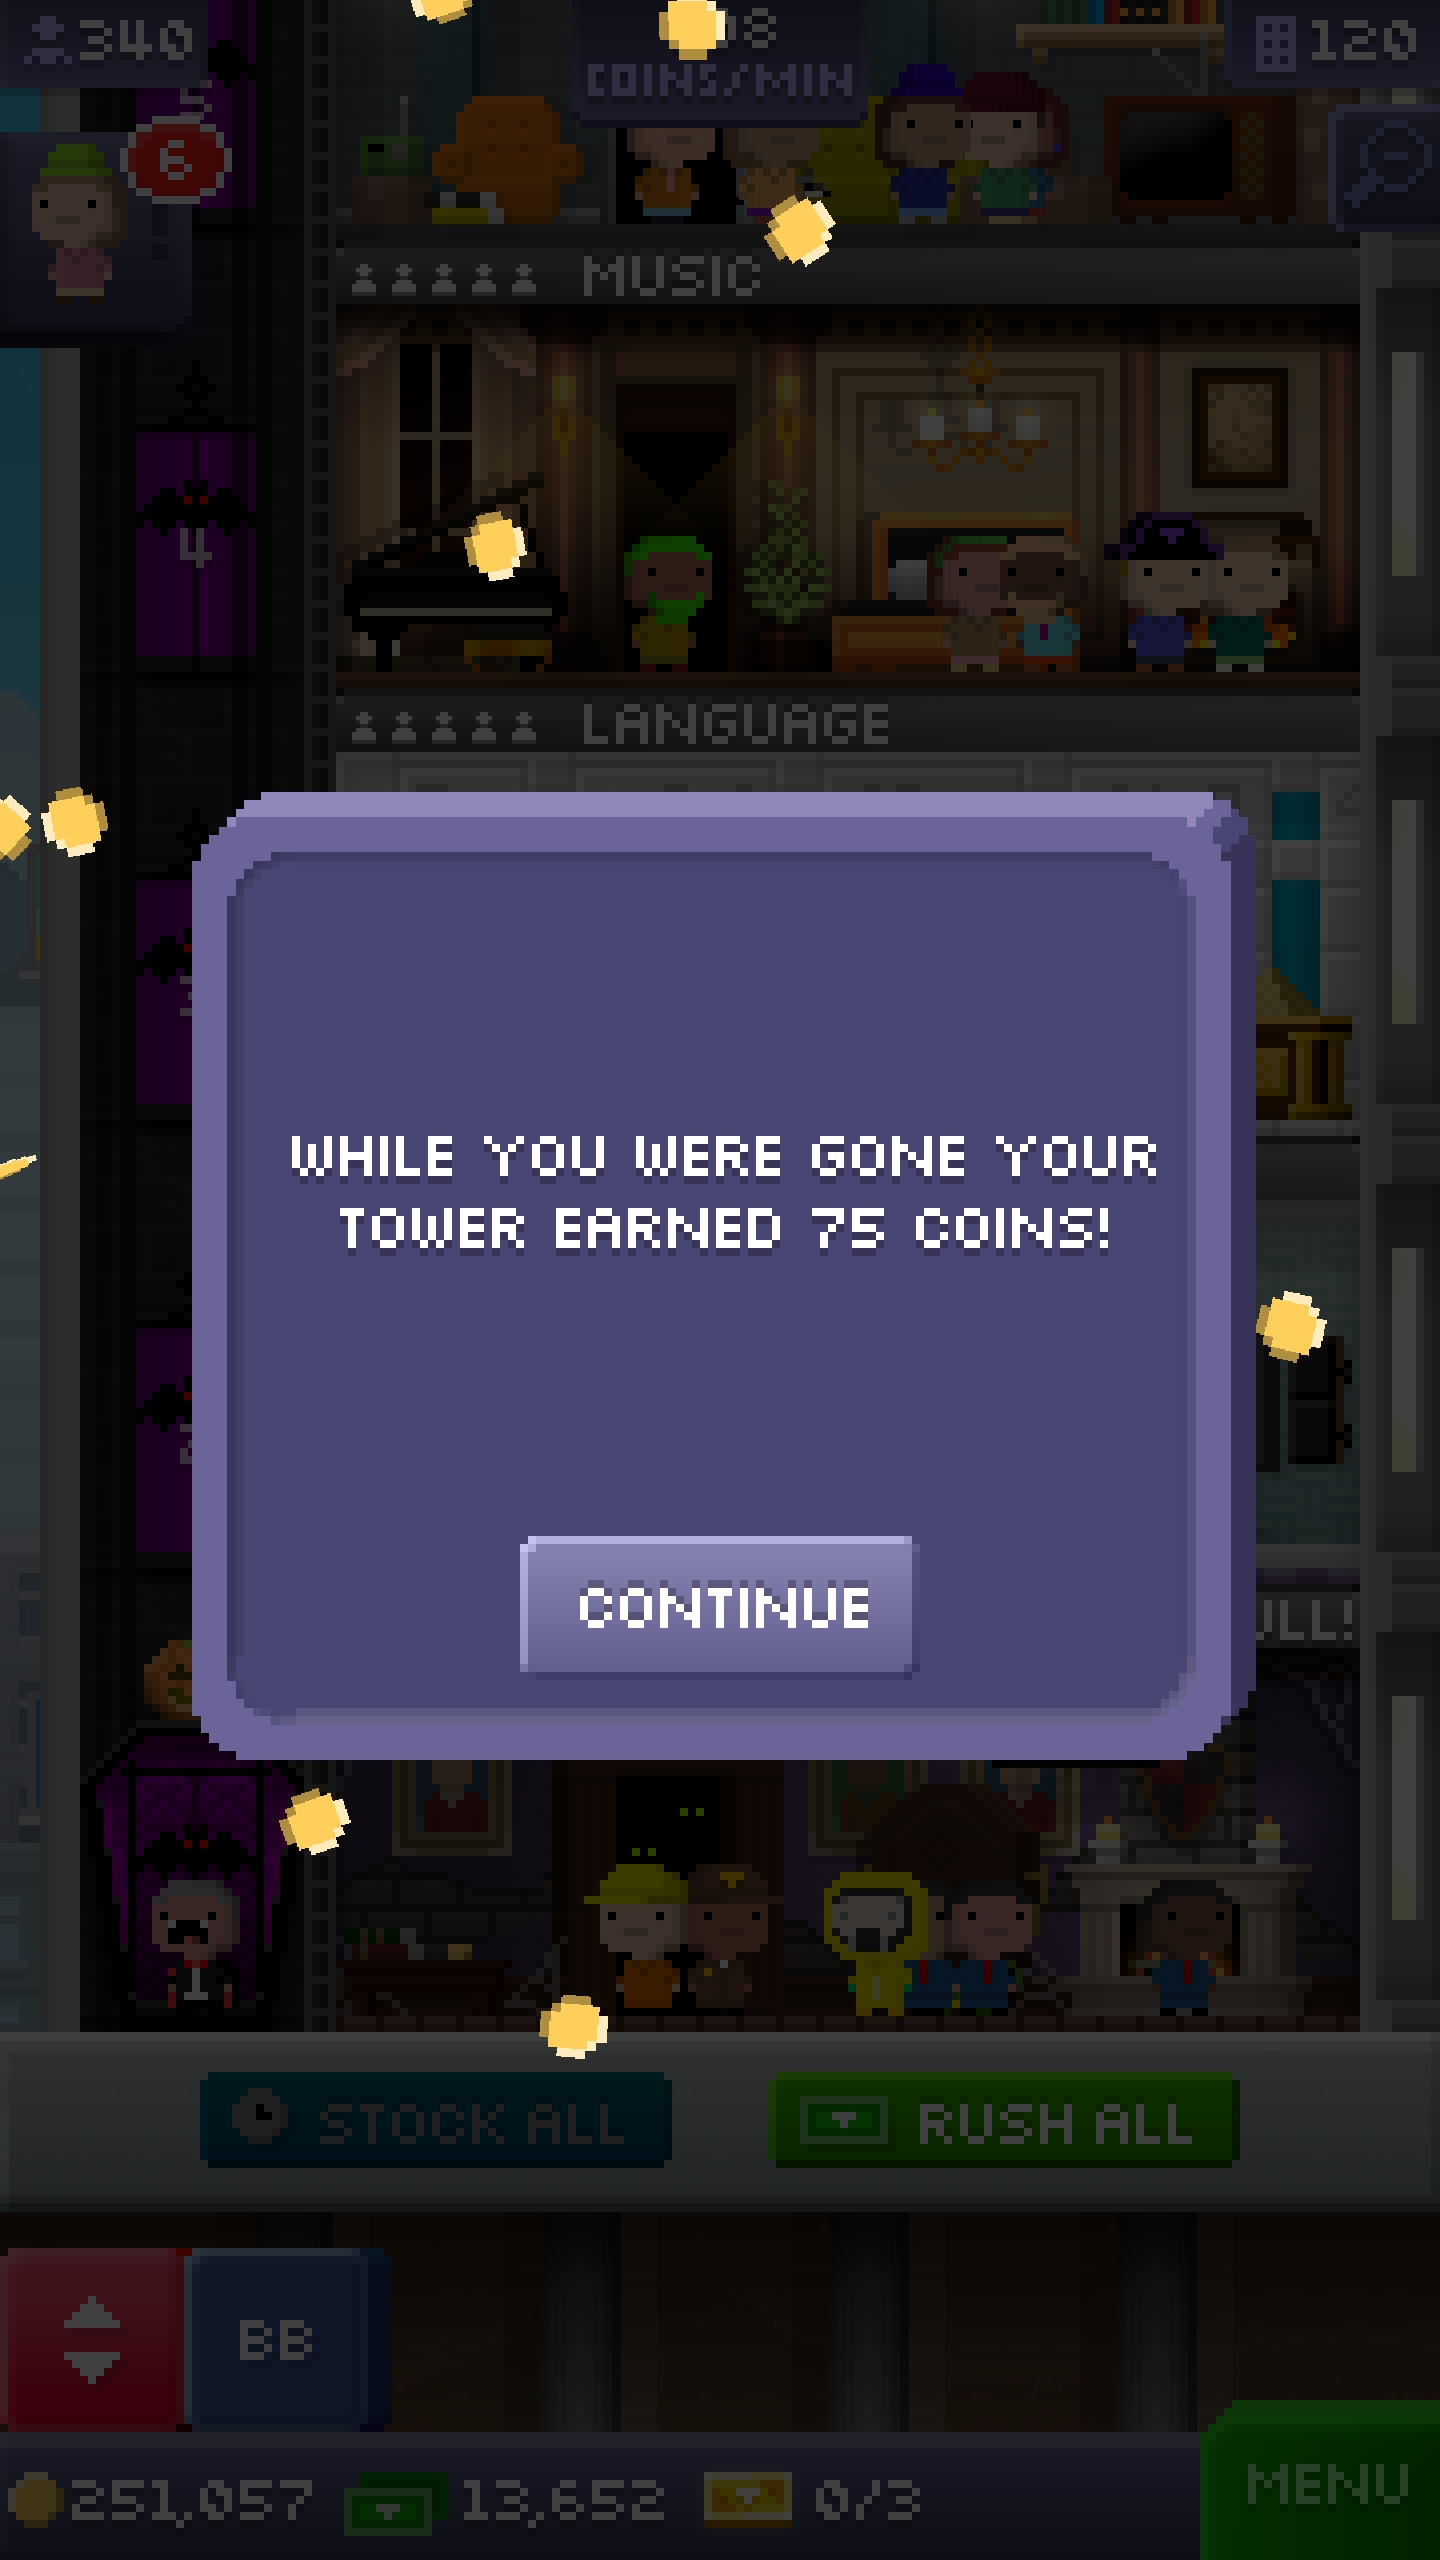 340
120
COINS/MIN
6
MUSIC
4
LANGUAGE
WHILE YOU WERE GONE YOUR
TOWER EARNED 75 COINS!
CONTINUE
STOCK ALL
RUSH ALL
BB
251,057
13,652
0/3
MENU